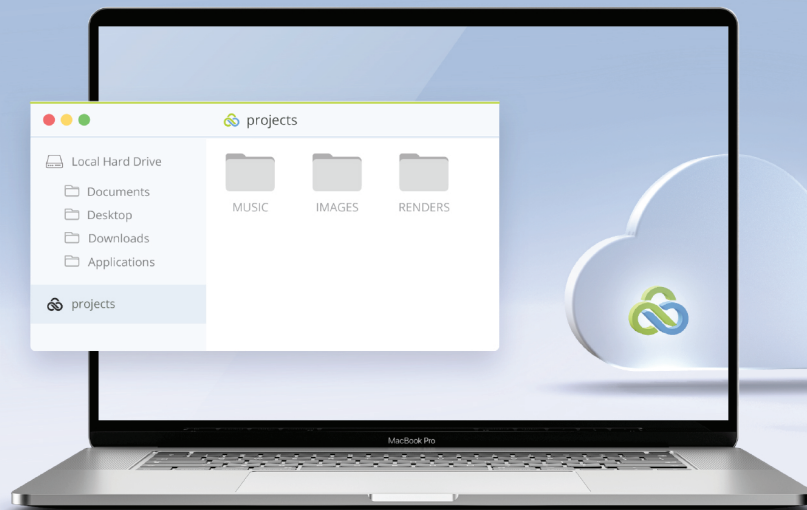 projects
Local Hard Drive
Documents
Desktop
Downloads
Applications
projects
MUSIC
IMAGES
RENDERS
MacBook Pro